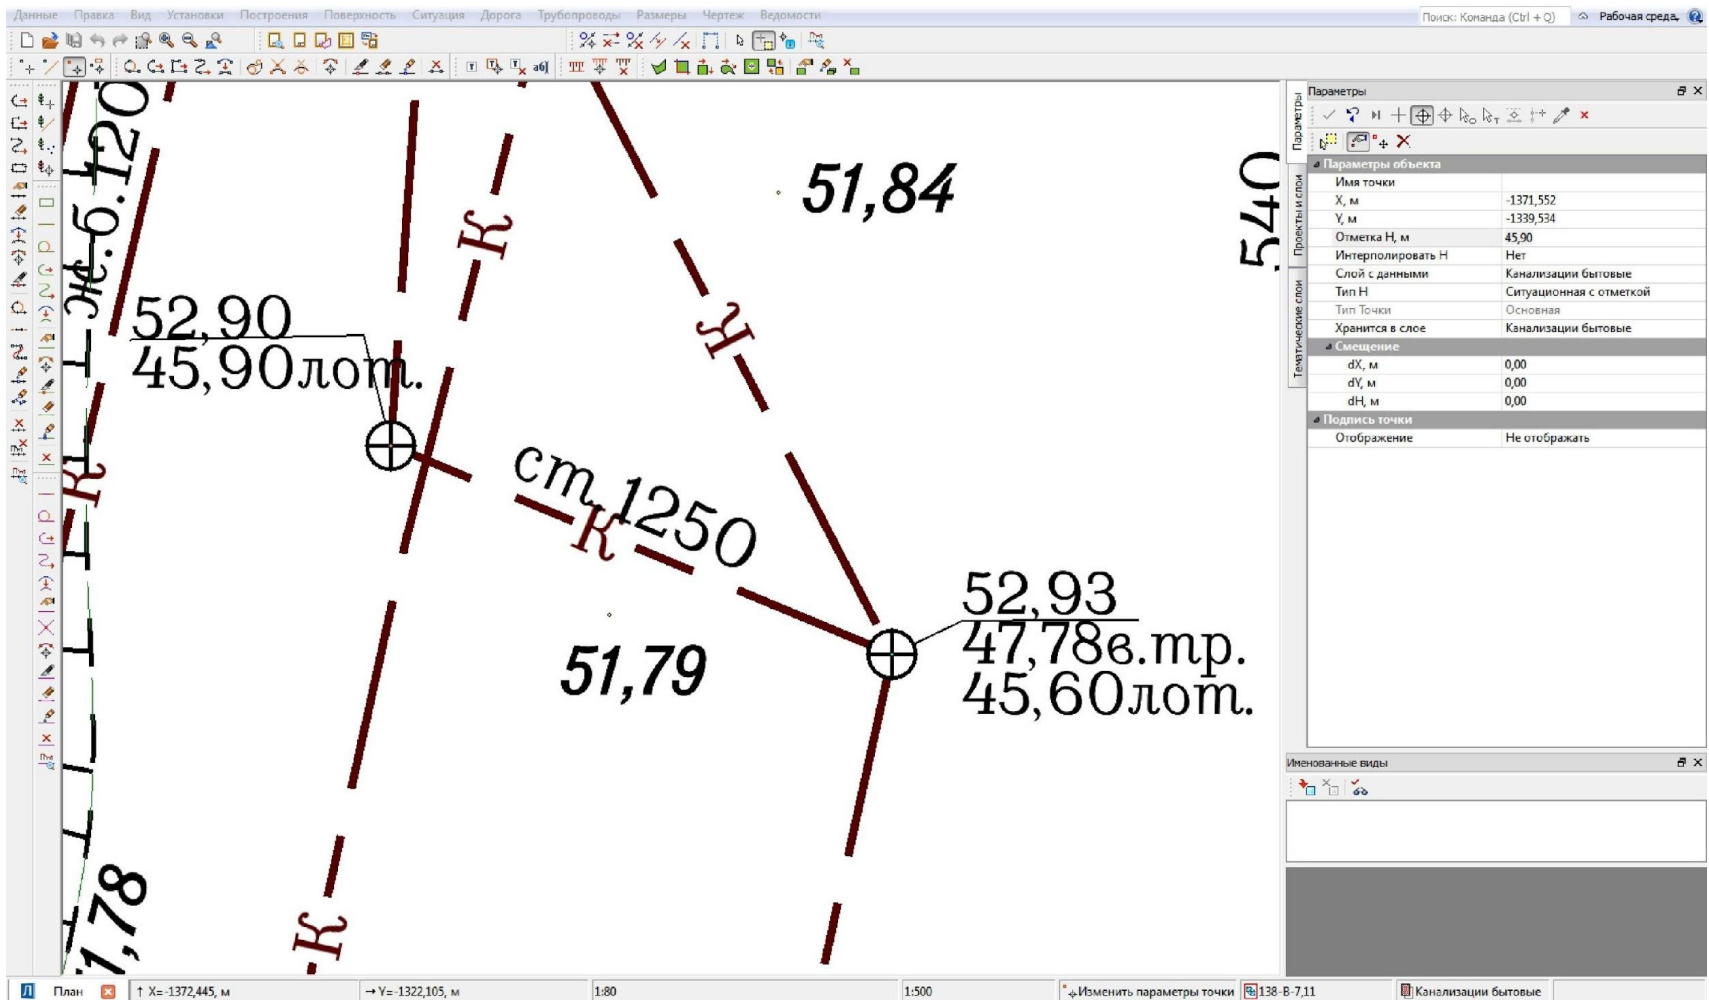 Данные Правка Вид Установки Построения Поверхность Ситуация Дорога Трубопроводы Размеры Чертеж Ведомости
Поиск: Команда (Ctrl + Q)
Рабочая среда
ж.б.120
52,90
45,90лот.
К
К
К
К
К
ст.1250
51,84
51,79
52,93
47,78в.тр.
45,60лот.
540
1,78
Параметры
Проекты и слои
Тематические слои
Параметры
Параметры объекта
Имя точки
X, м -1371,552
Y, м -1339,534
Отметка H, м 45,90
Интерполировать H Нет
Слой с данными Канализации бытовые
Тип H Ситуационная с отметкой
Тип Точки Основная
Хранится в слое Канализации бытовые
Смещение
dX, м 0,00
dY, м 0,00
dH, м 0,00
Подпись точки
Отображение Не отображать
Именованные виды
План
X=-1372,445, м
Y=-1322,105, м
1:80
1:500
Изменить параметры точки
138-В-7,11
Канализации бытовые